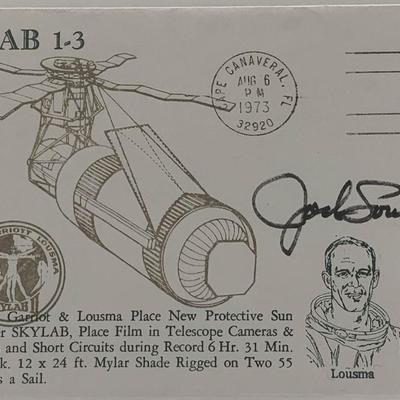 AB 1-3
CAPE CANAVERAL, FL
AUG 6
PM
1973
32920
RIOTT LOUSMA
YLAB
Garriot & Lousma Place New Protective Sun
r SKYLAB, Place Film in Telescope Cameras &
and Short Circuits during Record 6 Hr. 31 Min.
k. 12 x 24 ft. Mylar Shade Rigged on Two 55
s a Sail.
Lousma